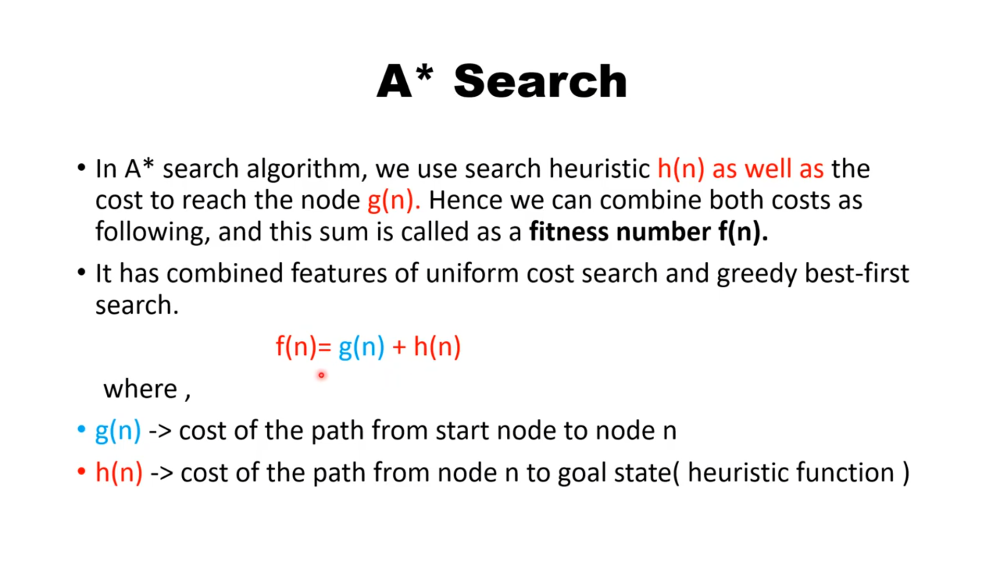 A* Search
• In A* search algorithm, we use search heuristic h(n) as well as the
cost to reach the node g(n). Hence we can combine both costs as
following, and this sum is called as a fitness number f(n).
• It has combined features of uniform cost search and greedy best-first
search.
f(n)= g(n) + h(n)
where ,
• g(n) -> cost of the path from start node to node n
• h(n) -> cost of the path from node n to goal state( heuristic function )